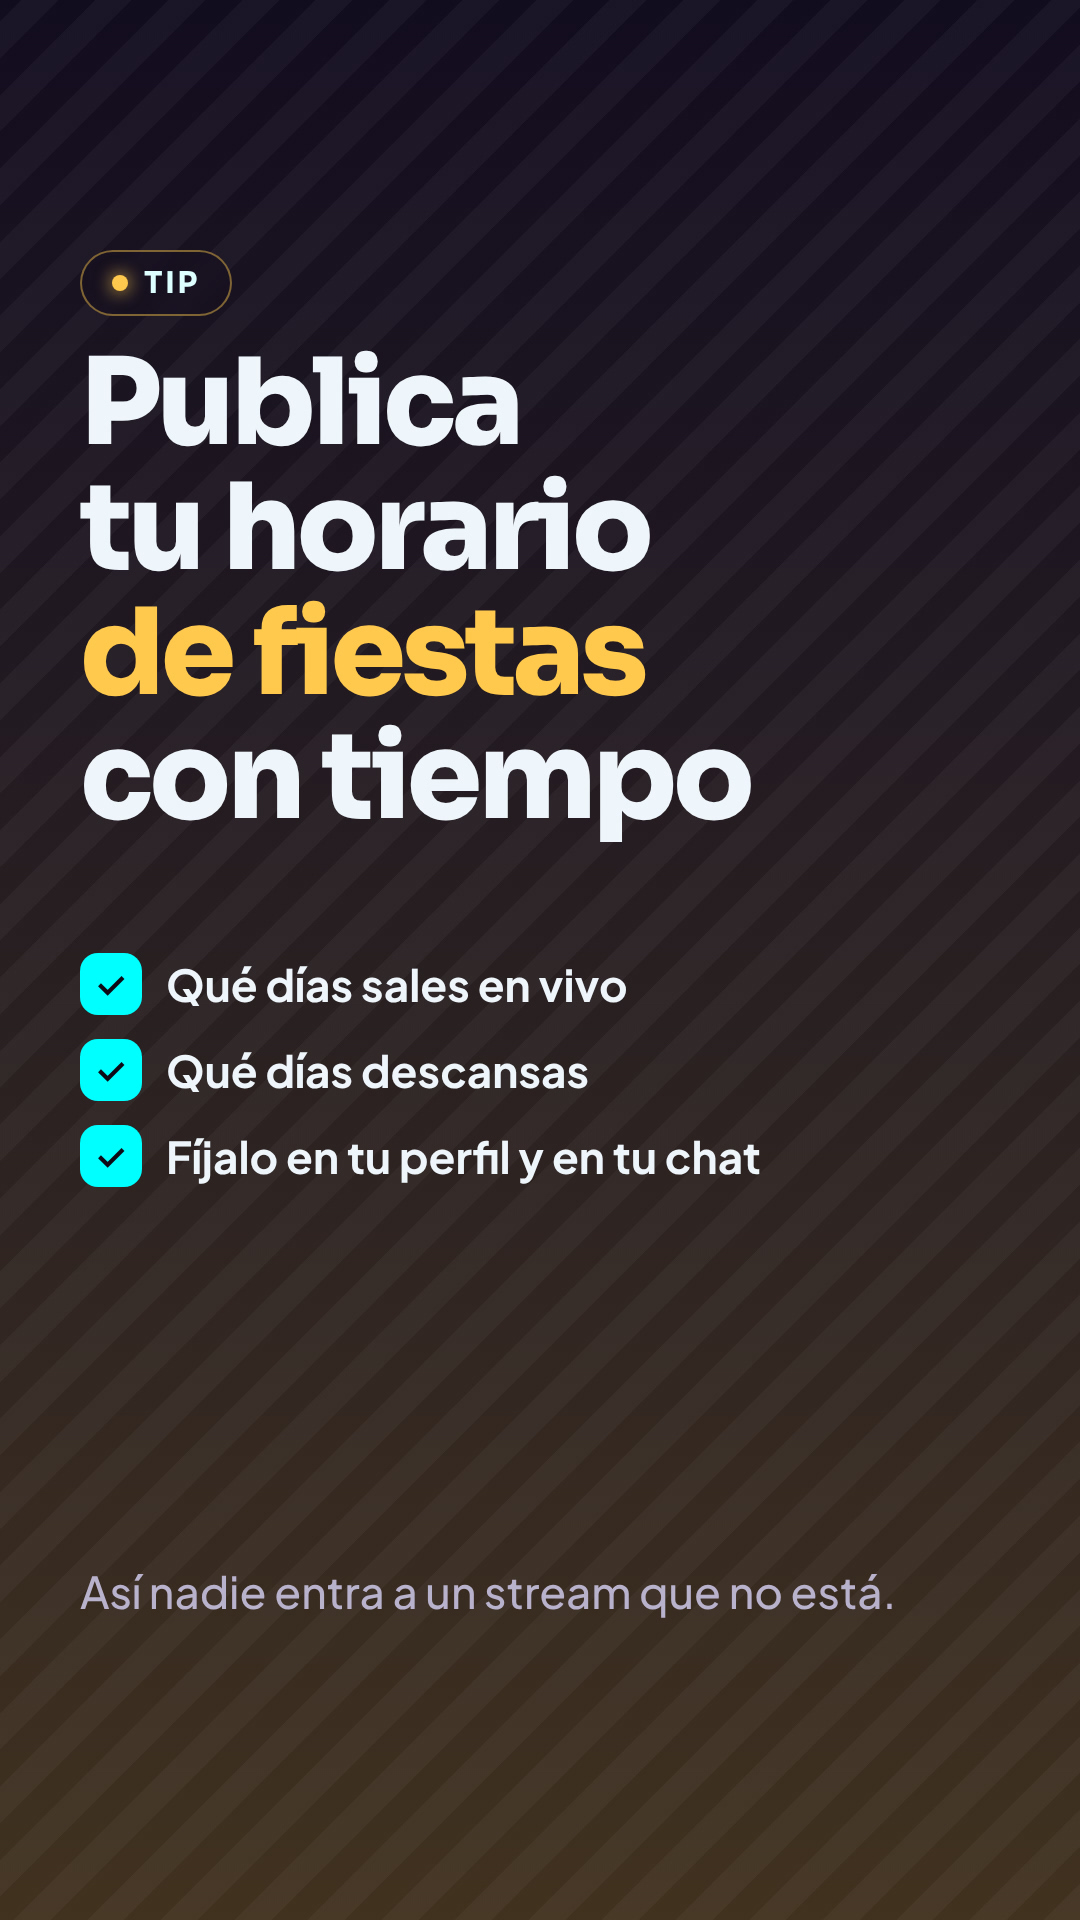 TIP
Publica
tu horario
de fiestas
con tiempo
Qué días sales en vivo
Qué días descansas
Fíjalo en tu perfil y en tu chat
Así nadie entra a un stream que no está.